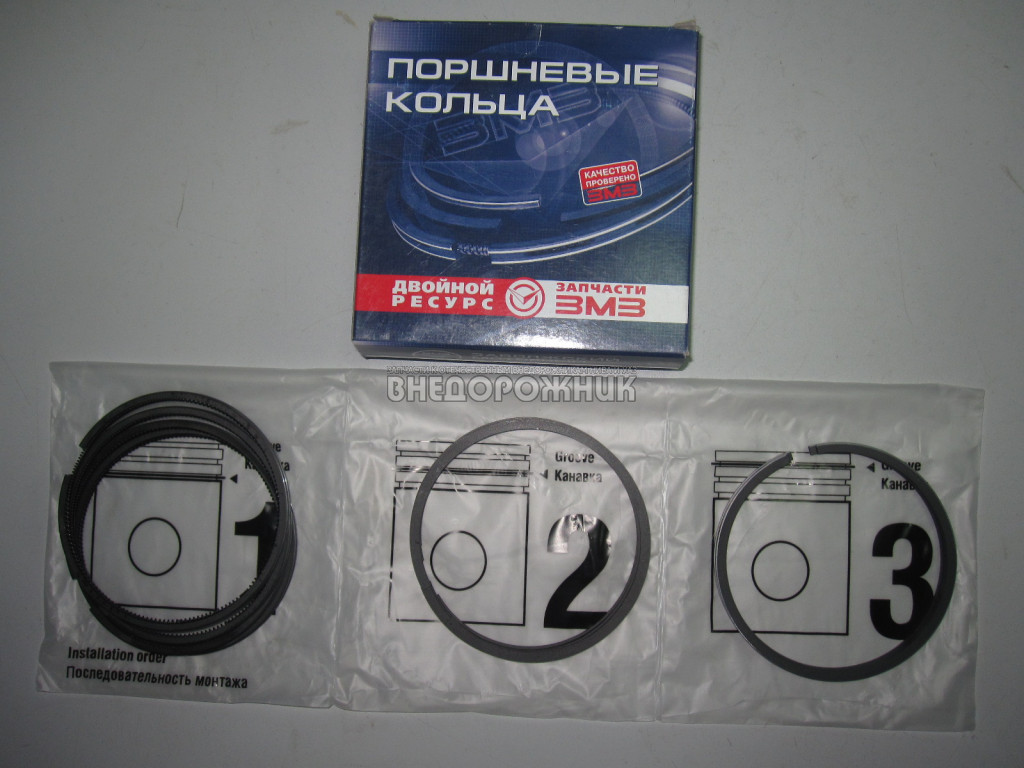 ПОРШНЕВЫЕ
КОЛЬЦА
ЗМЗ
КАЧЕСТВО
ПРОВЕРЕНО
ЗМЗ
ДВОЙНОЙ
РЕСУРС
ЗАПЧАСТИ
ЗМЗ
ВНЕДОРОЖНИК
Groove
Канавка
1
Groove
Канавка
2
Groove
Канавка
3
Installation order
Последовательность монтажа